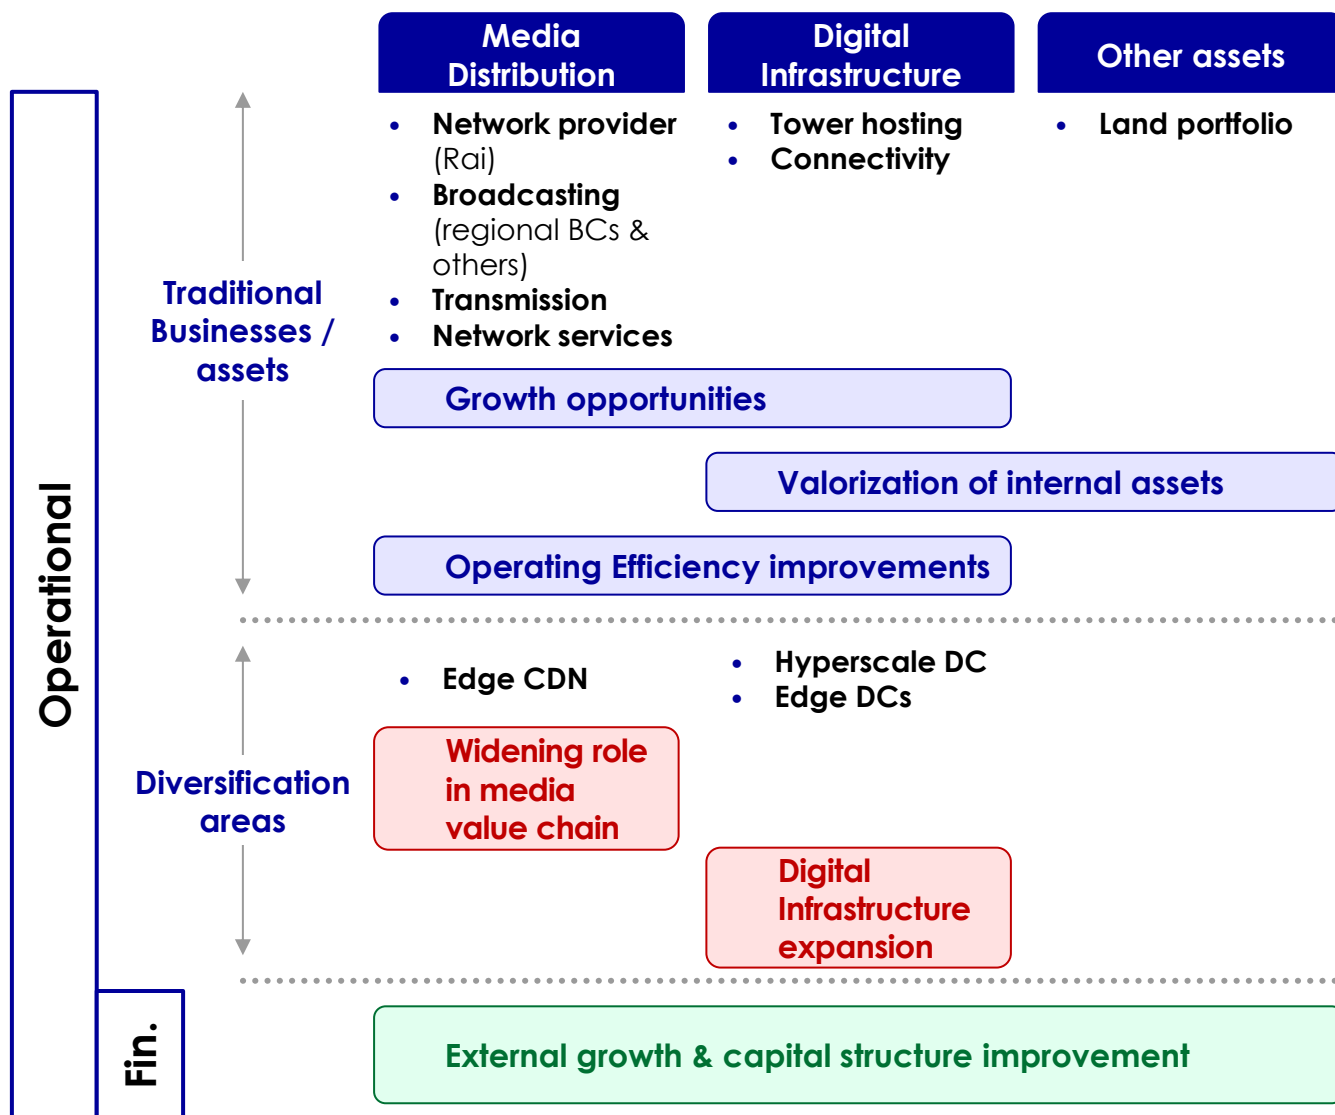 Media
Distribution
Digital
Infrastructure
Other assets
• Network provider
(Rai)
• Broadcasting
(regional BCs &
others)
• Transmission
• Network services
• Tower hosting
• Connectivity
• Land portfolio
Traditional
Businesses /
assets
Growth opportunities
Valorization of internal assets
Operating Efficiency improvements
Operational
• Edge CDN
• Hyperscale DC
• Edge DCs
Diversification
areas
Widening role
in media
value chain
Digital
Infrastructure
expansion
Fin.
External growth & capital structure improvement